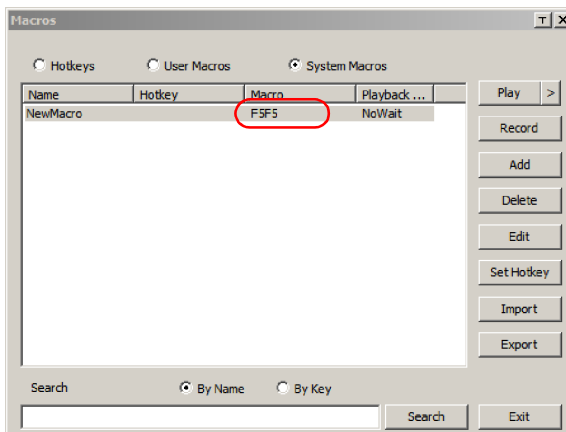 Macros
Hotkeys User Macros System Macros
Name Hotkey Macro Playback ...
NewMacro F5F5 NoWait
Play >
Record
Add
Delete
Edit
Set Hotkey
Import
Export
Search By Name By Key
Search Exit